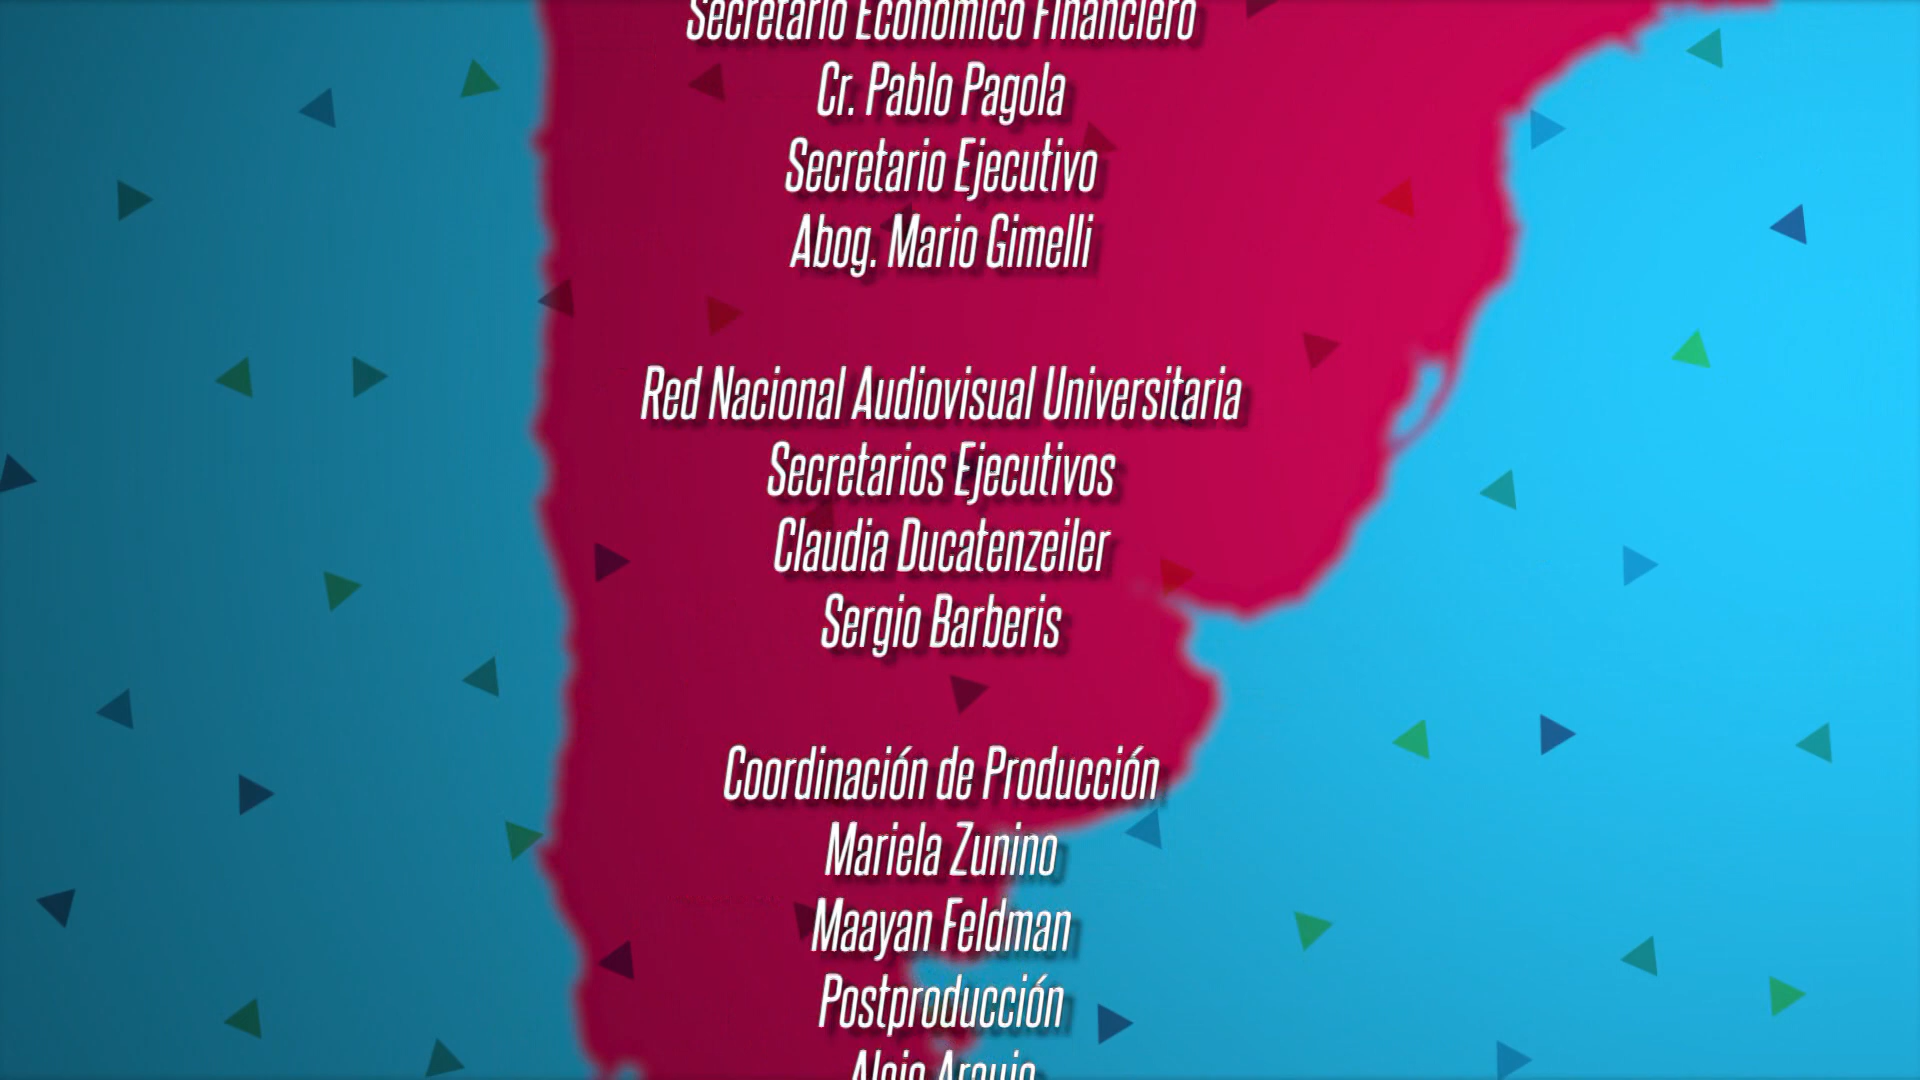 Secretario Económico Financiero
Cr. Pablo Pagola
Secretario Ejecutivo
Abog. Mario Gimelli
Red Nacional Audiovisual Universitaria
Secretarios Ejecutivos
Claudia Ducatenzeiler
Sergio Barberis
Coordinación de Producción
Mariela Zunino
Maayan Feldman
Postproducción